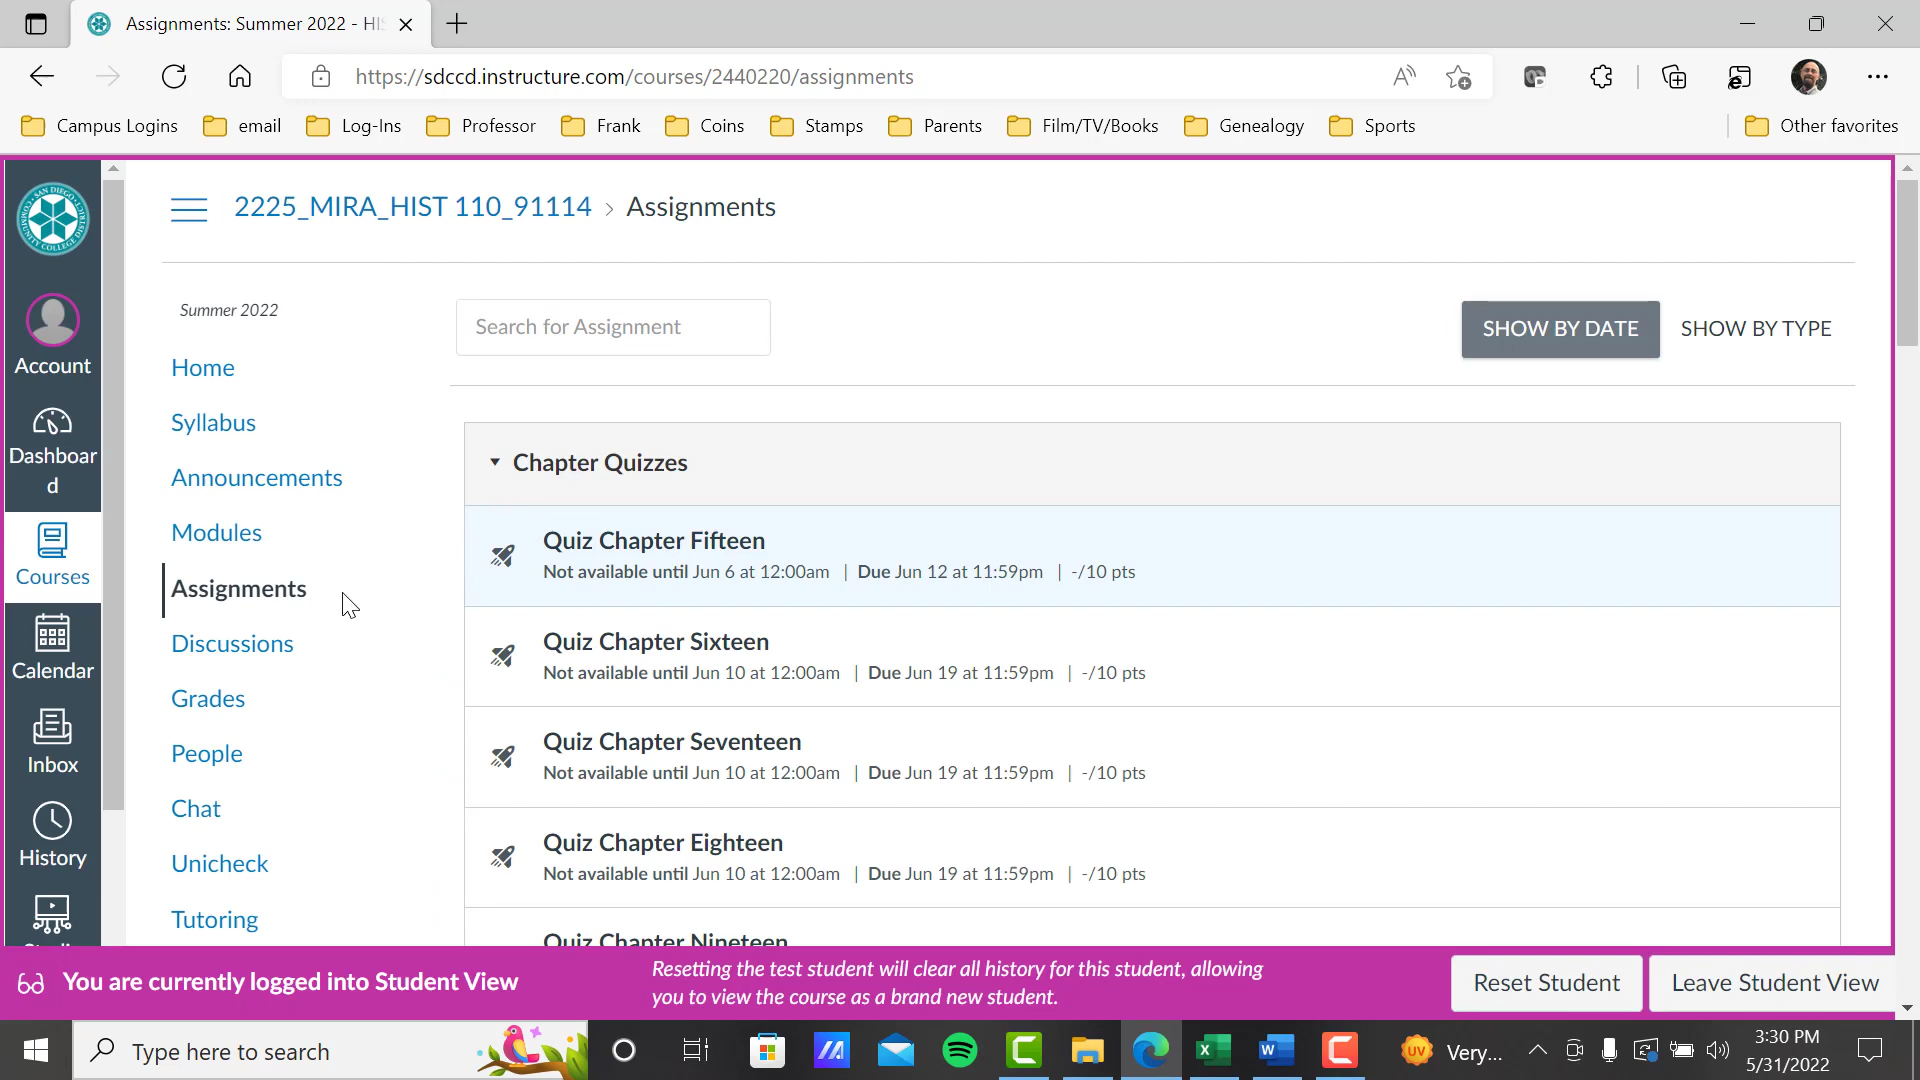 Assignments: Summer 2022 - HIS
https://sdccd.instructure.com/courses/2440220/assignments
Campus Logins
email
Log-Ins
Professor
Frank
Coins
Stamps
Parents
Film/TV/Books
Genealogy
Sports
Other favorites
SAN DIEGO
COMMUNITY COLLEGE DISTRICT
2225_MIRA_HIST 110_91114 > Assignments
Account
Dashboar
d
Courses
Calendar
Inbox
History
Summer 2022
Home
Syllabus
Announcements
Modules
Assignments
Discussions
Grades
People
Chat
Unicheck
Tutoring
Search for Assignment
SHOW BY DATE
SHOW BY TYPE
Chapter Quizzes
Quiz Chapter Fifteen
Not available until Jun 6 at 12:00am | Due Jun 12 at 11:59pm | -/10 pts
Quiz Chapter Sixteen
Not available until Jun 10 at 12:00am | Due Jun 19 at 11:59pm | -/10 pts
Quiz Chapter Seventeen
Not available until Jun 10 at 12:00am | Due Jun 19 at 11:59pm | -/10 pts
Quiz Chapter Eighteen
Not available until Jun 10 at 12:00am | Due Jun 19 at 11:59pm | -/10 pts
Quiz Chapter Nineteen
You are currently logged into Student View
Resetting the test student will clear all history for this student, allowing
you to view the course as a brand new student.
Reset Student
Leave Student View
Type here to search
UV
Very...
3:30 PM
5/31/2022